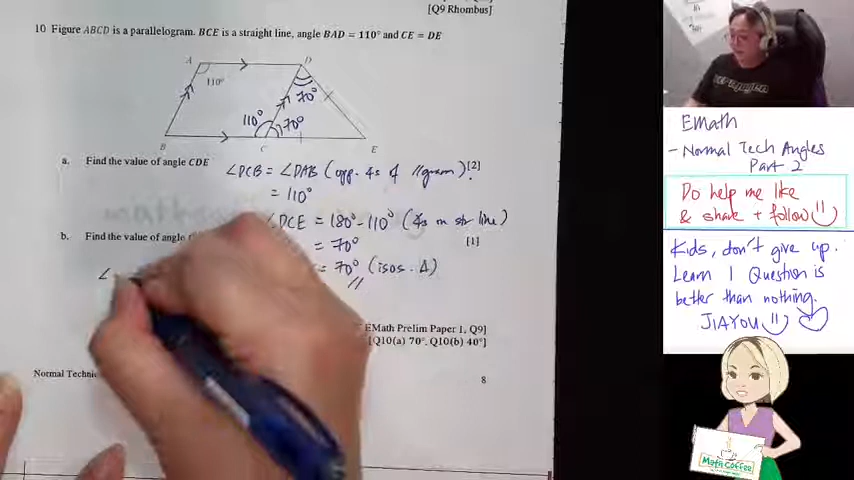 [Q9 Rhombus]
10 Figure ABCD is a parallelogram. BCE is a straight line, angle BAD = 110° and CE = DE
A
D
110°
70°
110°
70°
B
C
E
a. Find the value of angle CDE
[2]
∠DCB = ∠DAB (opp. ∠s of //gram).
= 110°
∠DCE = 180° - 110° (∠s on str line)
= 70°
= 70° (isos. Δ)
b. Find the value of angle
[1]
∠
EMath Prelim Paper 1, Q9]
[Q10(a) 70°, Q10(b) 40°]
Normal Techni
8
EMath
- Normal Tech Angles
Part 2
Do help me like
& share + follow
Kids, don't give up.
Learn 1 Question is
better than nothing.
JIAYOU
Math Coffee